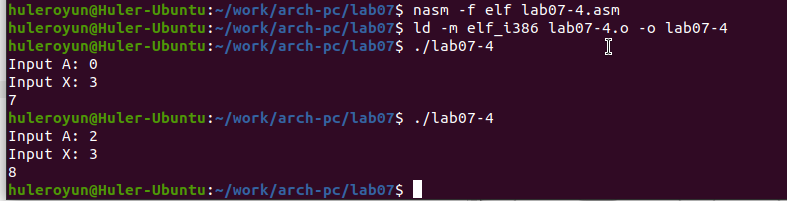 huleroyun@Huler-Ubuntu:~/work/arch-pc/lab07$ nasm -f elf lab07-4.asm
huleroyun@Huler-Ubuntu:~/work/arch-pc/lab07$ ld -m elf_i386 lab07-4.o -o lab07-4
huleroyun@Huler-Ubuntu:~/work/arch-pc/lab07$ ./lab07-4
Input A: 0
Input X: 3
7
huleroyun@Huler-Ubuntu:~/work/arch-pc/lab07$ ./lab07-4
Input A: 2
Input X: 3
8
huleroyun@Huler-Ubuntu:~/work/arch-pc/lab07$